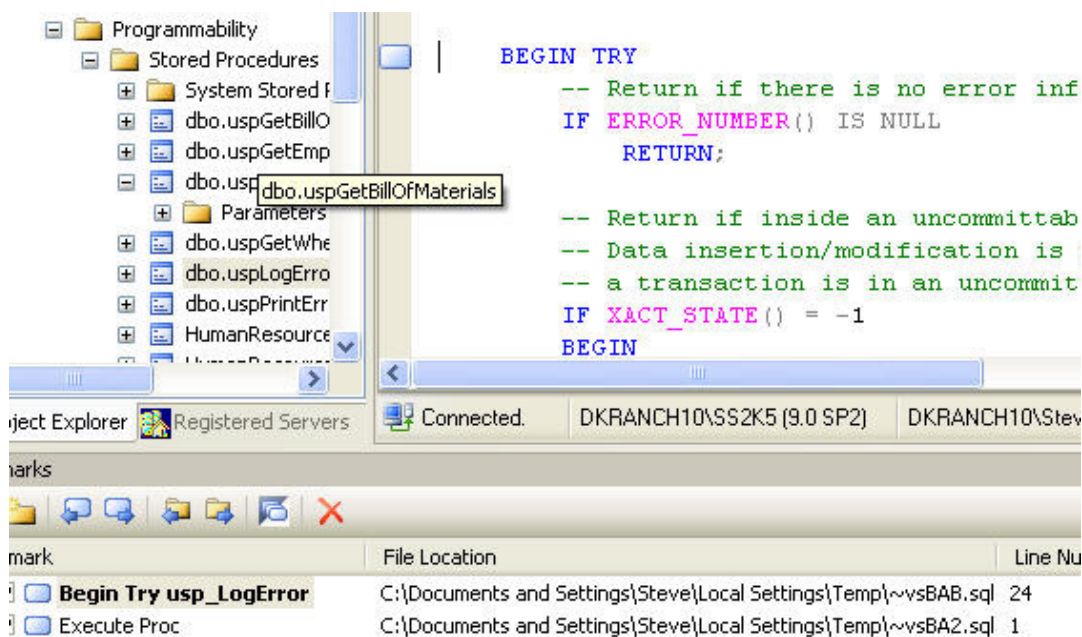 Programmability
Stored Procedures
System Stored
dbo.uspGetBillO
dbo.uspGetEmp
dbo.usp
dbo.uspGetBillOfMaterials
Parameters
dbo.uspGetWhe
dbo.uspLogErro
dbo.uspPrintErr
HumanResource
BEGIN TRY
-- Return if there is no error inf
IF ERROR_NUMBER() IS NULL
RETURN;
-- Return if inside an uncommittab
-- Data insertion/modification is
-- a transaction is in an uncommit
IF XACT_STATE() = -1
BEGIN
ject Explorer Registered Servers
Connected. DKRANCH10\SS2K5 (9.0 SP2) DKRANCH10\Stev
marks
mark File Location Line Nu
Begin Try usp_LogError C:\Documents and Settings\Steve\Local Settings\Temp\~vsBAB.sql 24
Execute Proc C:\Documents and Settings\Steve\Local Settings\Temp\~vsBA2.sql 1